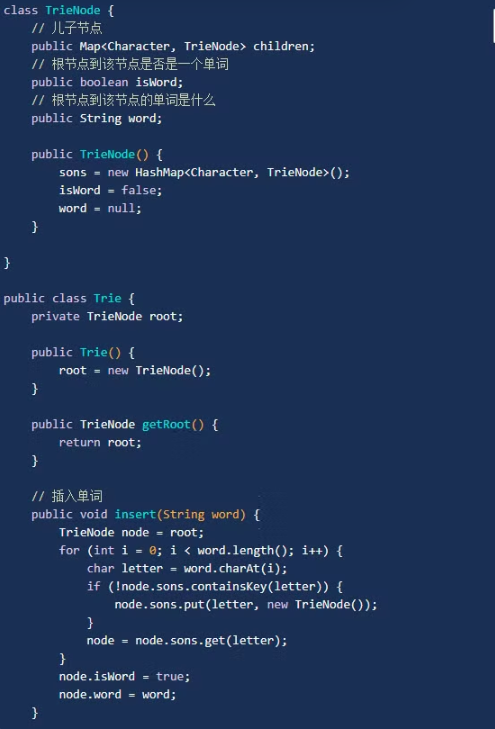 class TrieNode {
    // 儿子节点
    public Map<Character, TrieNode> children;
    // 根节点到该节点是否是一个单词
    public boolean isWord;
    // 根节点到该节点的单词是什么
    public String word;

    public TrieNode() {
        sons = new HashMap<Character, TrieNode>();
        isWord = false;
        word = null;
    }

}

public class Trie {
    private TrieNode root;

    public Trie() {
        root = new TrieNode();
    }

    public TrieNode getRoot() {
        return root;
    }

    // 插入单词
    public void insert(String word) {
        TrieNode node = root;
        for (int i = 0; i < word.length(); i++) {
            char letter = word.charAt(i);
            if (!node.sons.containsKey(letter)) {
                node.sons.put(letter, new TrieNode());
            }
            node = node.sons.get(letter);
        }
        node.isWord = true;
        node.word = word;
    }